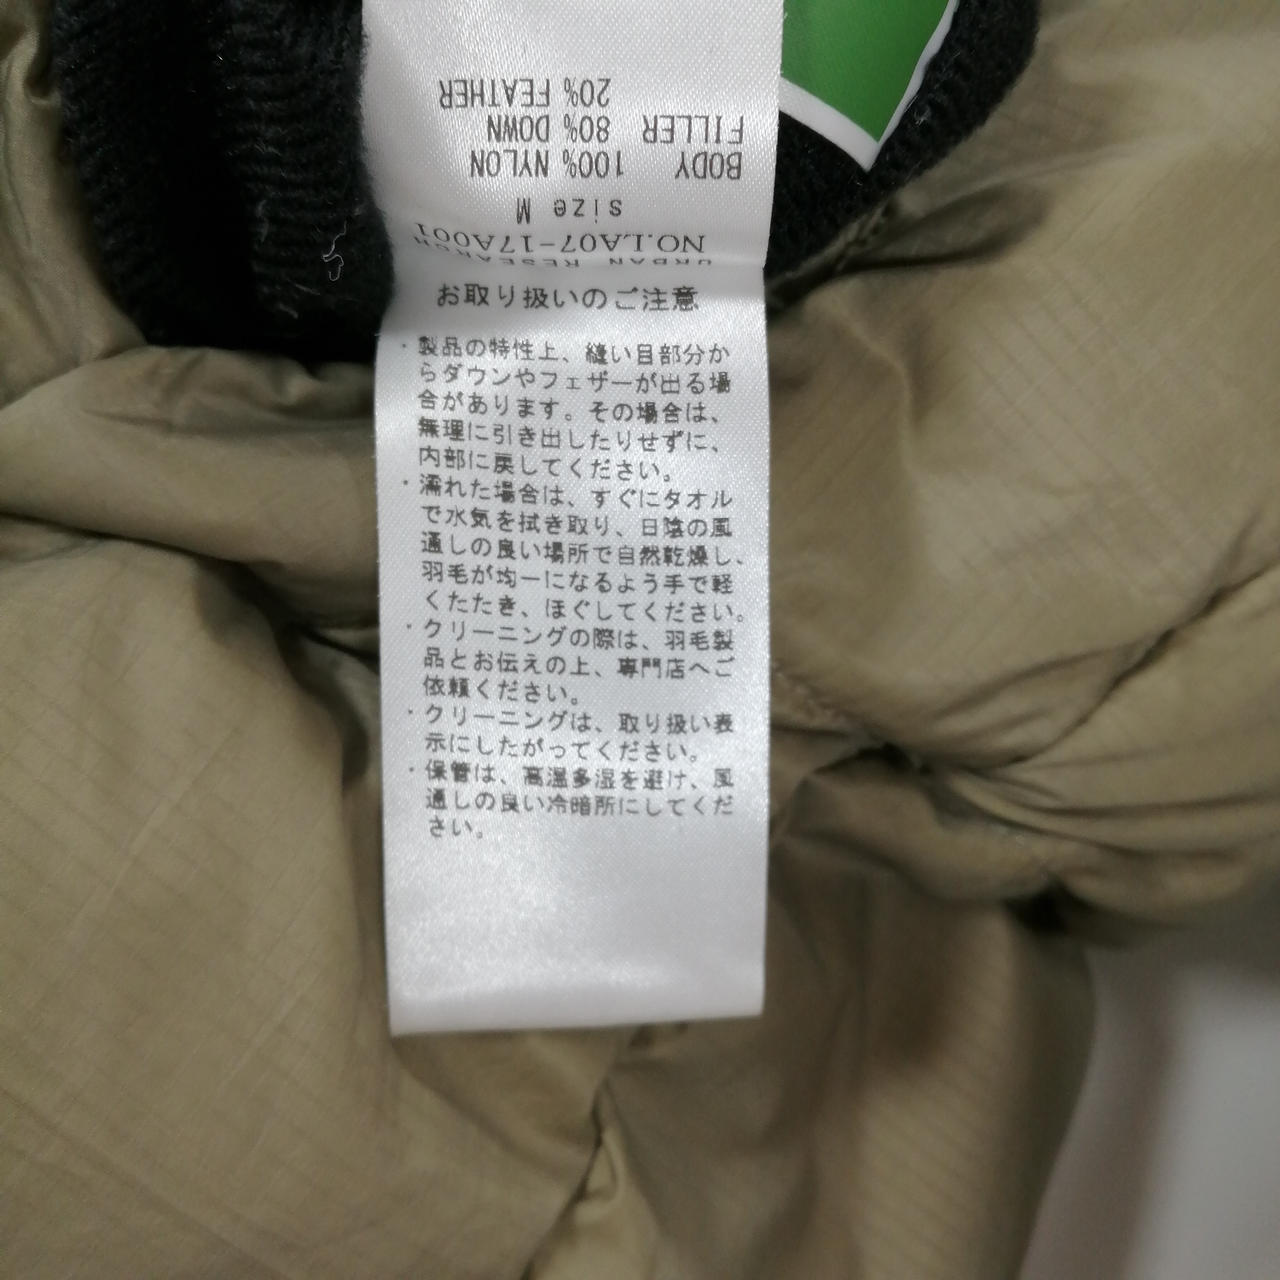 URBAN RESEARCH
NO.LA07-17A001
size M
BODY 100% NYLON
FILLER 80% DOWN
20% FEATHER
お取り扱いのご注意
・製品の特性上、縫い目部分か
らダウンやフェザーが出る場
合があります。その場合は、
無理に引き出したりせずに、
内部に戻してください。
・濡れた場合は、すぐにタオル
で水気を拭き取り、日陰の風
通しの良い場所で自然乾燥し、
羽毛が均一になるよう手で軽
くたたき、ほぐしてください。
・クリーニングの際は、羽毛製
品とお伝えの上、専門店へご
依頼ください。
・クリーニングは、取り扱い表
示にしたがってください。
・保管は、高温多湿を避け、風
通しの良い冷暗所にしてくだ
さい。